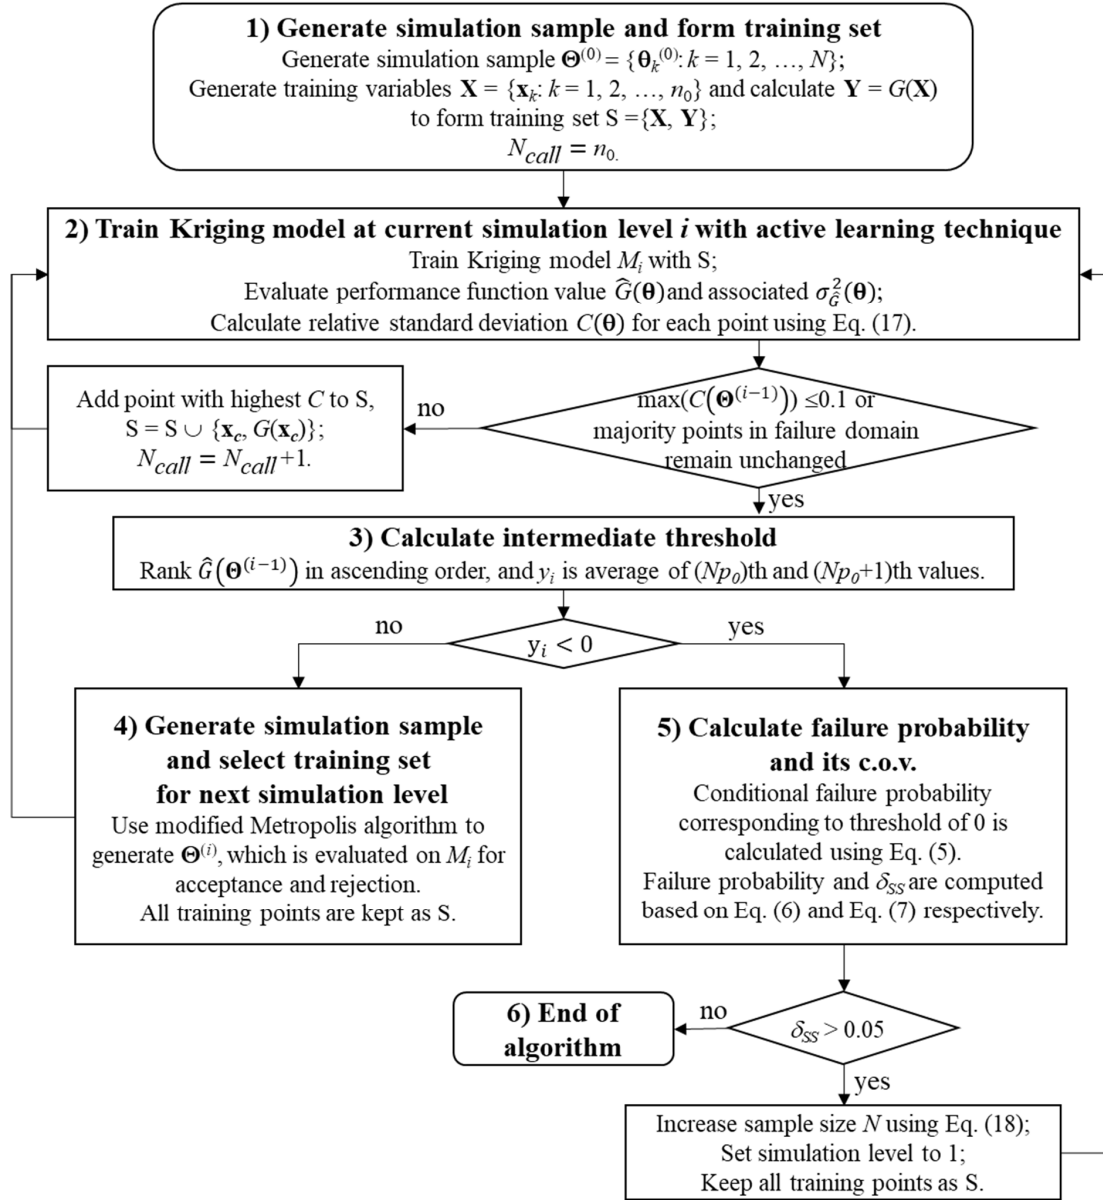 1) Generate simulation sample and form training set
Generate simulation sample Θ⁽⁰⁾ = {θₖ⁽⁰⁾: k = 1, 2, …, N};
Generate training variables X = {xₖ: k = 1, 2, …, n₀} and calculate Y = G(X)
to form training set S ={X, Y};
N_call = n₀.
2) Train Kriging model at current simulation level i with active learning technique
Train Kriging model Mᵢ with S;
Evaluate performance function value Ĝ(θ) and associated σ²_Ĝ(θ);
Calculate relative standard deviation C(θ) for each point using Eq. (17).
Add point with highest C to S,
S = S ∪ {x_c, G(x_c)};
N_call = N_call+1.
no
max(C(Θ⁽ⁱ⁻¹⁾)) ≤0.1 or
majority points in failure domain
remain unchanged
yes
3) Calculate intermediate threshold
Rank Ĝ(Θ⁽ⁱ⁻¹⁾) in ascending order, and yᵢ is average of (Np₀)th and (Np₀+1)th values.
no
yᵢ < 0
yes
4) Generate simulation sample
and select training set
for next simulation level
Use modified Metropolis algorithm to
generate Θ⁽ⁱ⁾, which is evaluated on Mᵢ for
acceptance and rejection.
All training points are kept as S.
5) Calculate failure probability
and its c.o.v.
Conditional failure probability
corresponding to threshold of 0 is
calculated using Eq. (5).
Failure probability and δ_SS are computed
based on Eq. (6) and Eq. (7) respectively.
6) End of
algorithm
no
δ_SS > 0.05
yes
Increase sample size N using Eq. (18);
Set simulation level to 1;
Keep all training points as S.